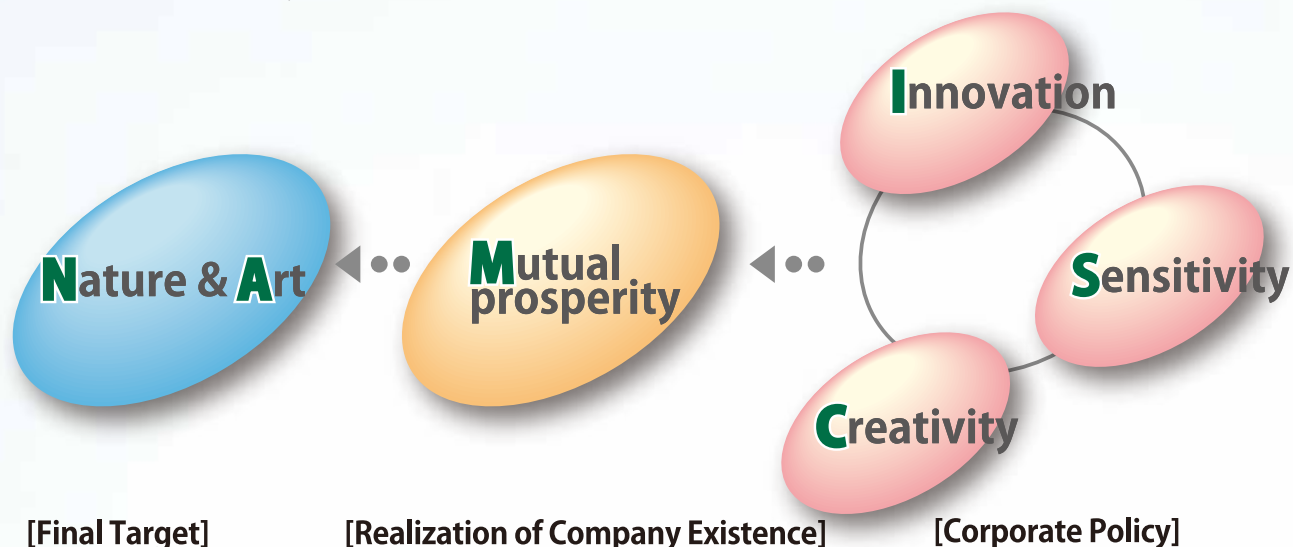 Innovation
Nature & Art
Mutual
prosperity
Sensitivity
Creativity
[Final Target]
[Realization of Company Existence]
[Corporate Policy]